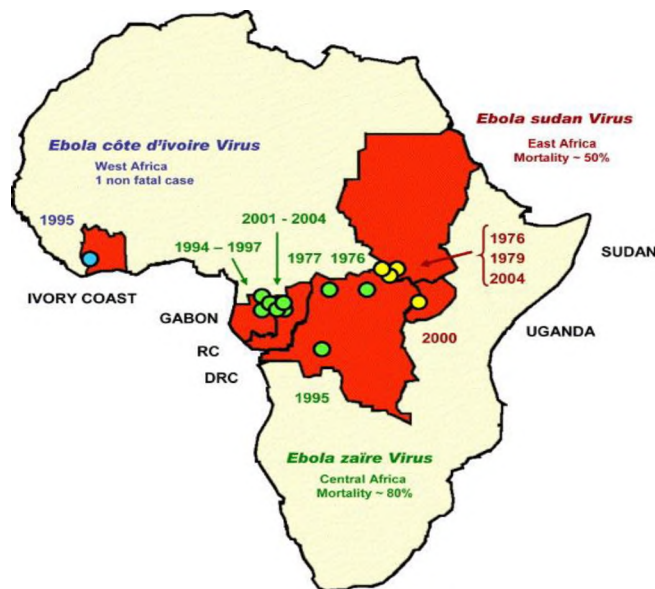 Ebola sudan Virus
East Africa
Mortality ~ 50%
Ebola côte d'ivoire Virus
West Africa
1 non fatal case
1995
2001 - 2004
1994 – 1997
1977 1976
1976
1979
2004
SUDAN
IVORY COAST
GABON
UGANDA
2000
RC
DRC
1995
Ebola zaïre Virus
Central Africa
Mortality ~ 80%